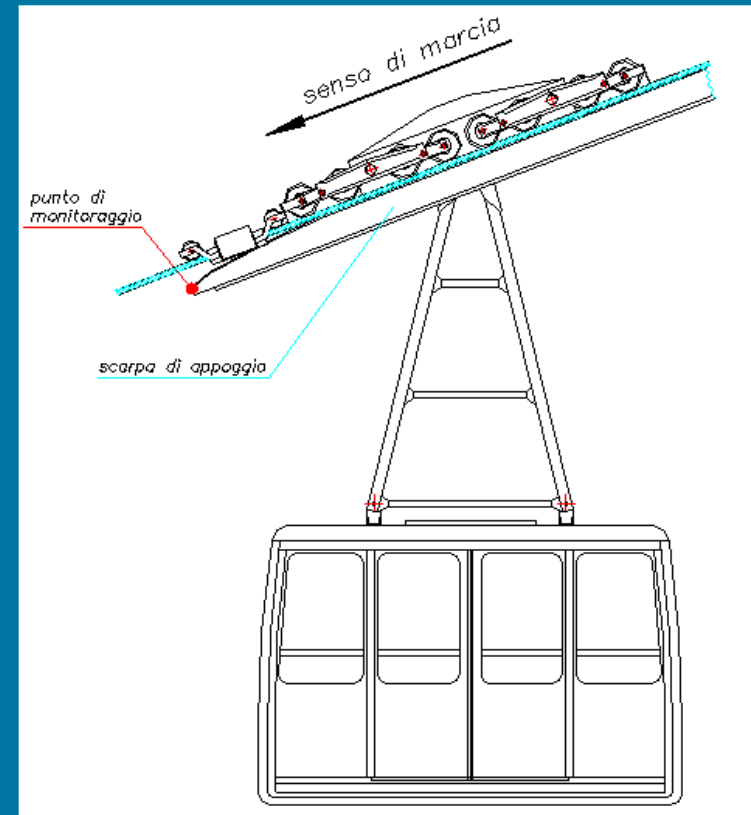 senso di marcia
punto di
monitoraggio
scarpa di appoggio